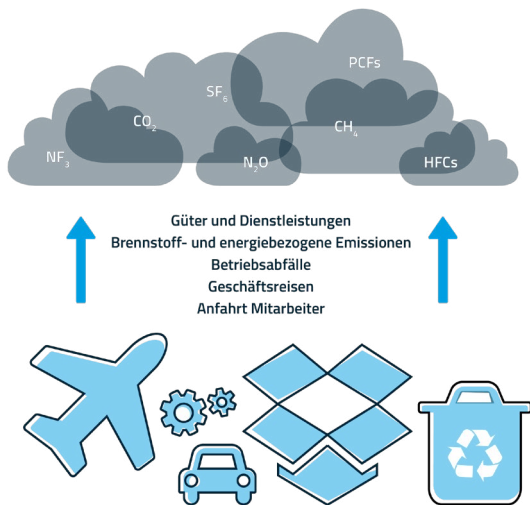 PCFs
SF₆
CO₂
CH₄
NF₃
N₂O
HFCs
Güter und Dienstleistungen
Brennstoff- und energiebezogene Emissionen
Betriebsabfälle
Geschäftsreisen
Anfahrt Mitarbeiter